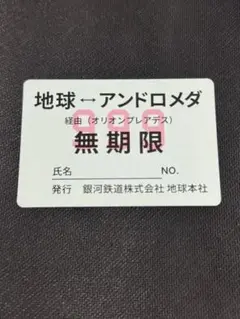 地球↔アンドロメダ
経由(オリオンプレアデス)
999
無期限
氏名 NO.
発行 銀河鉄道株式会社 地球本社